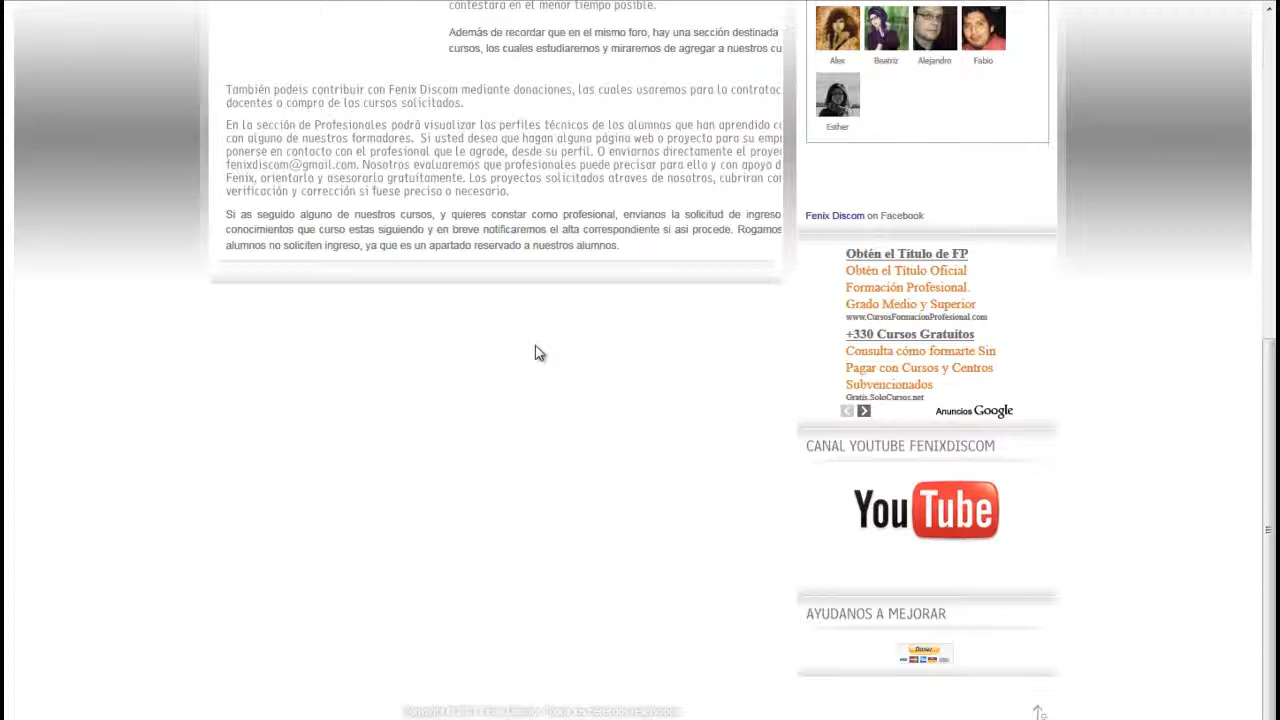 contestara en el menor tiempo posible.
Además de recordar que en el mismo foro, hay una sección destinada
cursos, los cuales estudiaremos y miraremos de agregar a nuestros cu
También podeis contribuir con Fenix Discom mediante donaciones, las cuales usaremos para la contratac
docentes o compra de los cursos solicitados.
En la sección de Profesionales podrá visualizar los perfiles técnicos de los alumnos que han aprendido co
con alguno de nuestros formadores. Si usted desea que hagan alguna página web o proyecto para su empr
ponerse en contacto con el profesional que le agrade, desde su perfil. O enviarnos directamente el proye
fenixdiscom@gmail.com. Nosotros evaluaremos que profesionales puede precisar para ello y con apoyo d
Fenix, orientarlo y asesorarlo gratuitamente. Los proyectos solicitados atraves de nosotros, cubriran con
verificación y corrección si fuese preciso o necesario.
Si as seguido alguno de nuestros cursos, y quieres constar como profesional, envianos la solicitud de ingreso
conocimientos que curso estas siguiendo y en breve notificaremos el alta correspondiente si asi procede. Rogamos
alumnos no soliciten ingreso, ya que es un apartado reservado a nuestros alumnos.
Alex Beatriz Alejandro Fabio
Esther
Fenix Discom on Facebook
Obtén el Título de FP
Obtén el Título Oficial
Formación Profesional.
Grado Medio y Superior
www.CursosFormacionProfesional.com
+330 Cursos Gratuitos
Consulta cómo formarte Sin
Pagar con Cursos y Centros
Subvencionados
Gratis.SoloCursos.net
Anuncios Google
CANAL YOUTUBE FENIXDISCOM
YouTube
AYUDANOS A MEJORAR
Donar